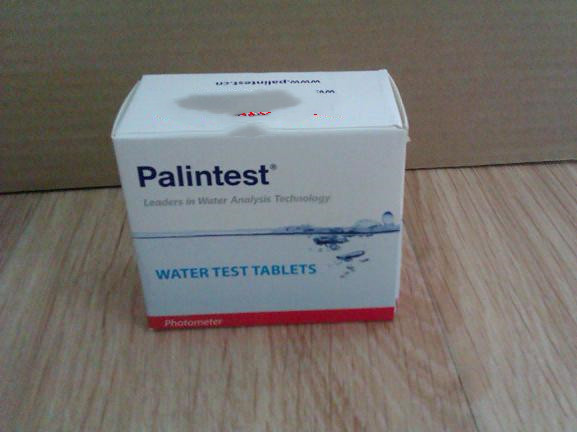 www.palintest.cn
Palintest®
Leaders in Water Analysis Technology
WATER TEST TABLETS
Photometer